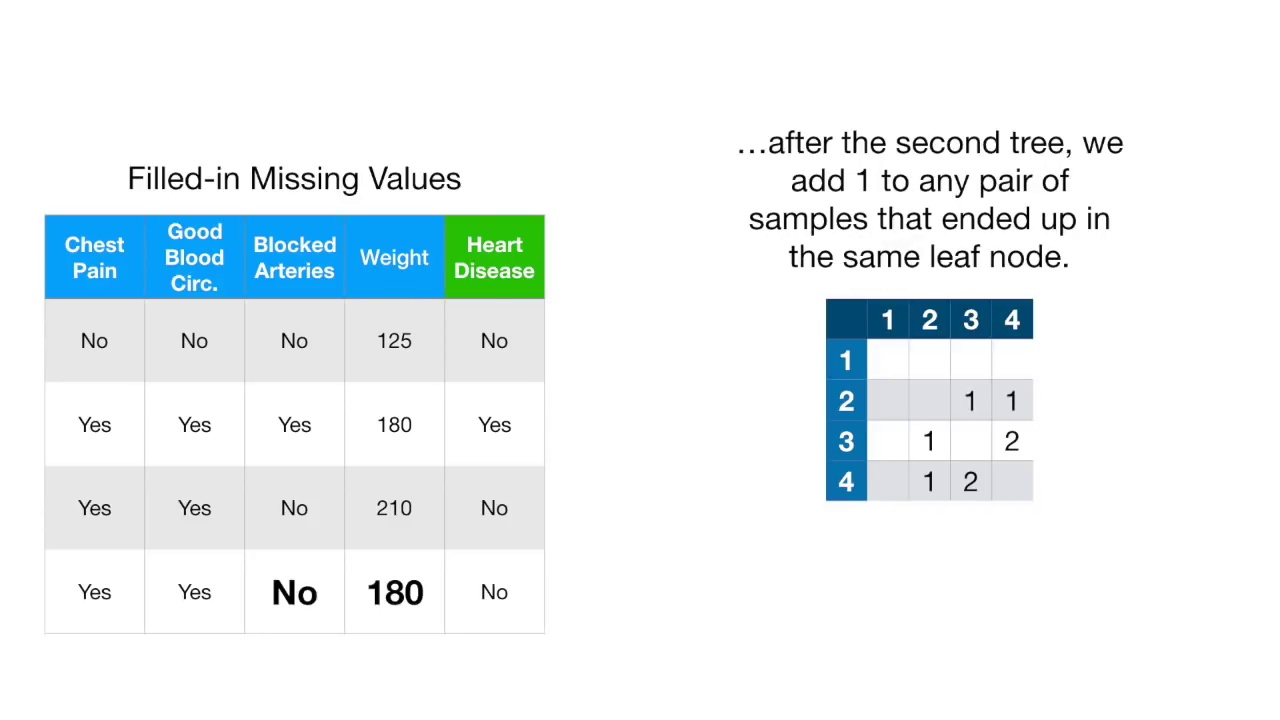 Filled-in Missing Values
Chest Pain Good Blood Circ. Blocked Arteries Weight Heart Disease
No No No 125 No
Yes Yes Yes 180 Yes
Yes Yes No 210 No
Yes Yes No 180 No
…after the second tree, we
add 1 to any pair of
samples that ended up in
the same leaf node.
1 2 3 4
1
2 1 1
3 1 2
4 1 2